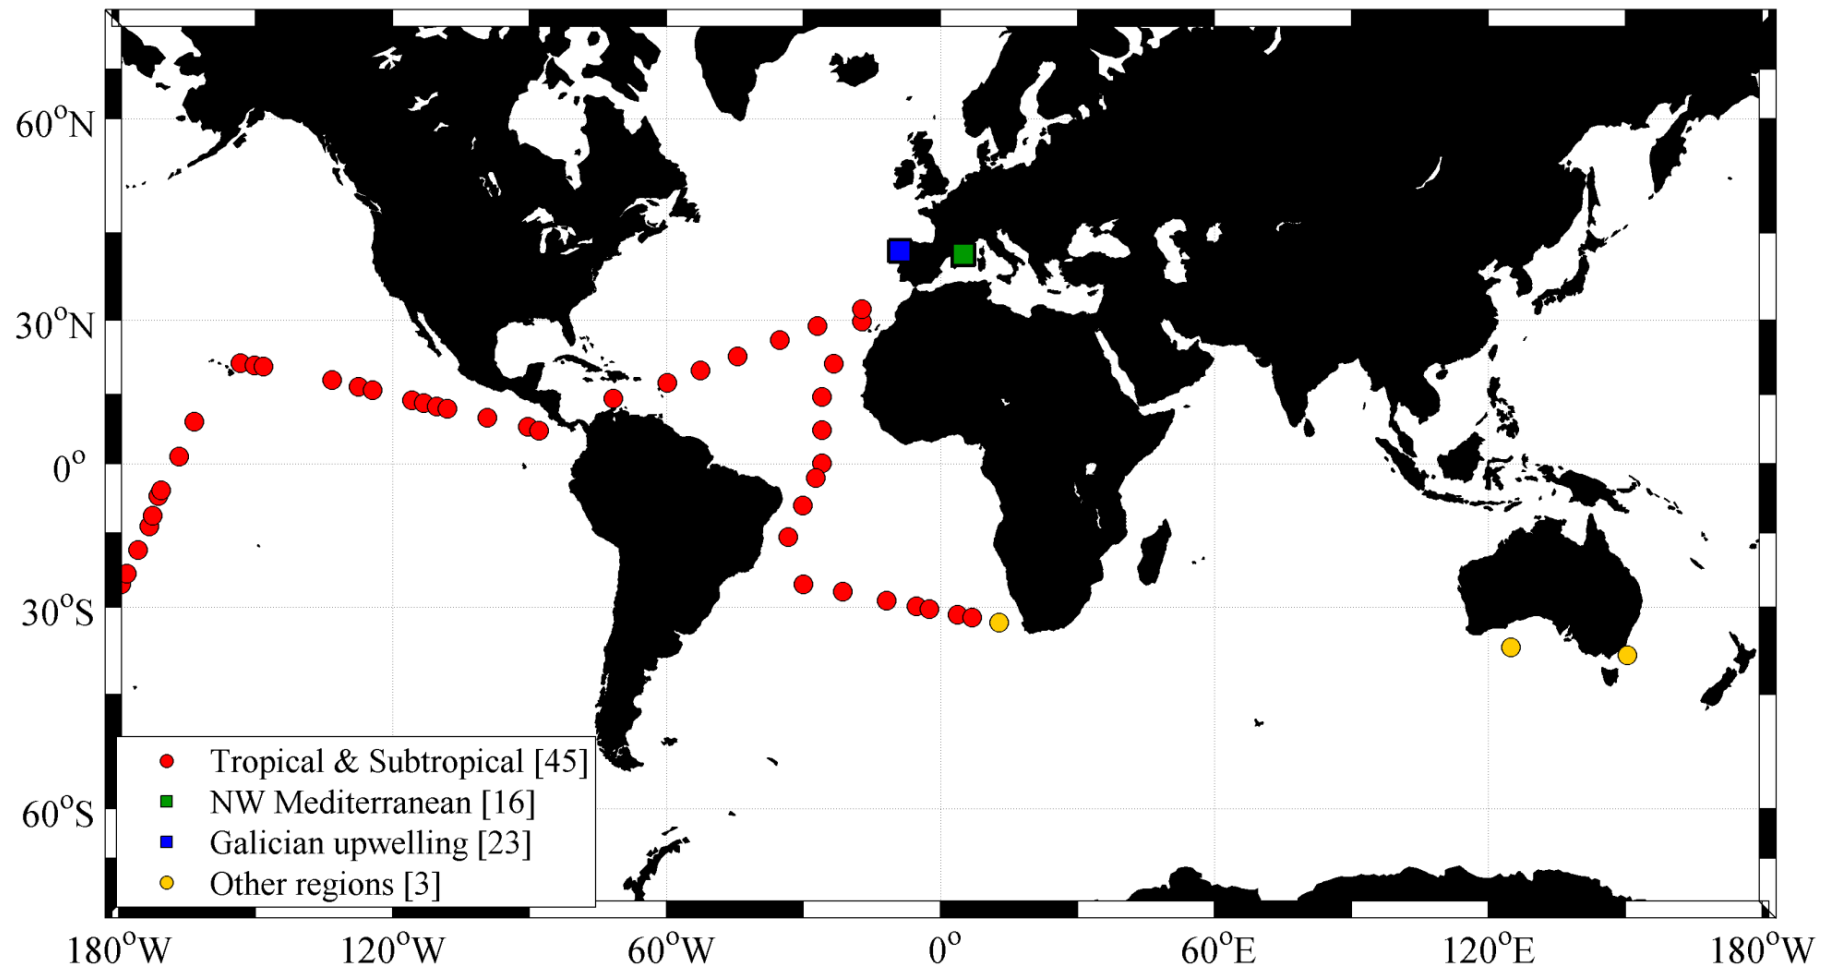 60°N
30°N
0°
30°S
60°S
Tropical & Subtropical [45]
NW Mediterranean [16]
Galician upwelling [23]
Other regions [3]
180°W 120°W 60°W 0° 60°E 120°E 180°W